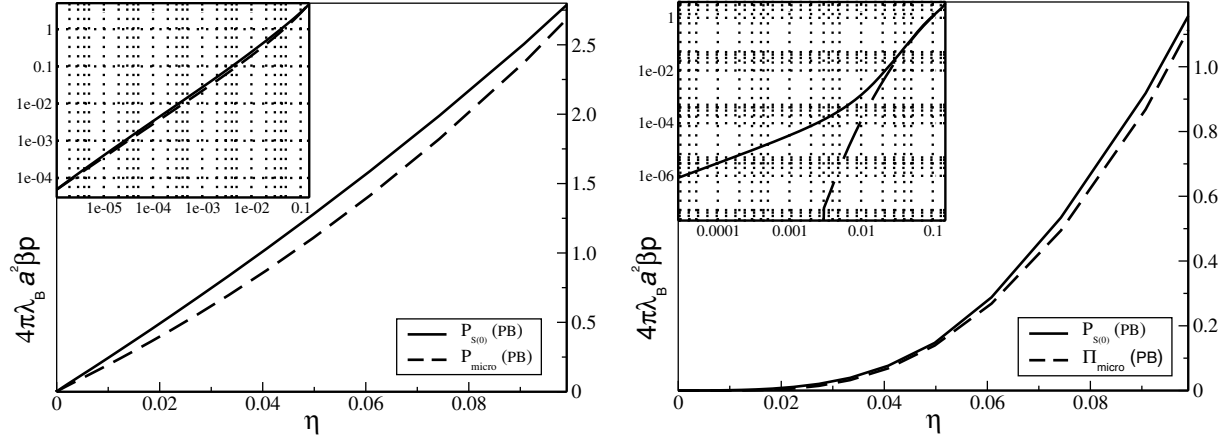 5
1
0.1
1e-02
1e-03
1e-04
1e-05 1e-04 1e-03 1e-02 0.1
2.5
2.0
1.5
1.0
0.5
0
4πλ_B a²βp
P_S(0) (PB)
P_micro (PB)
0 0.02 0.04 0.06 0.08
η
1
1e-02
1e-04
1e-06
0.0001 0.001 0.01 0.1
1.0
0.8
0.6
0.4
0.2
0
4πλ_B a²βp
P_S(0) (PB)
Π_micro (PB)
0 0.02 0.04 0.06 0.08
η